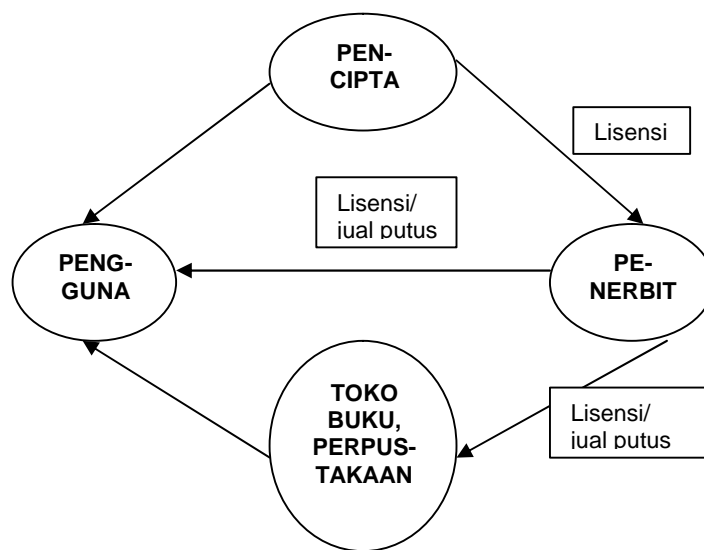 PEN-
CIPTA
Lisensi
Lisensi/
jual putus
PENG-
GUNA
PE-
NERBIT
TOKO
BUKU,
PERPUS-
TAKAAN
Lisensi/
jual putus